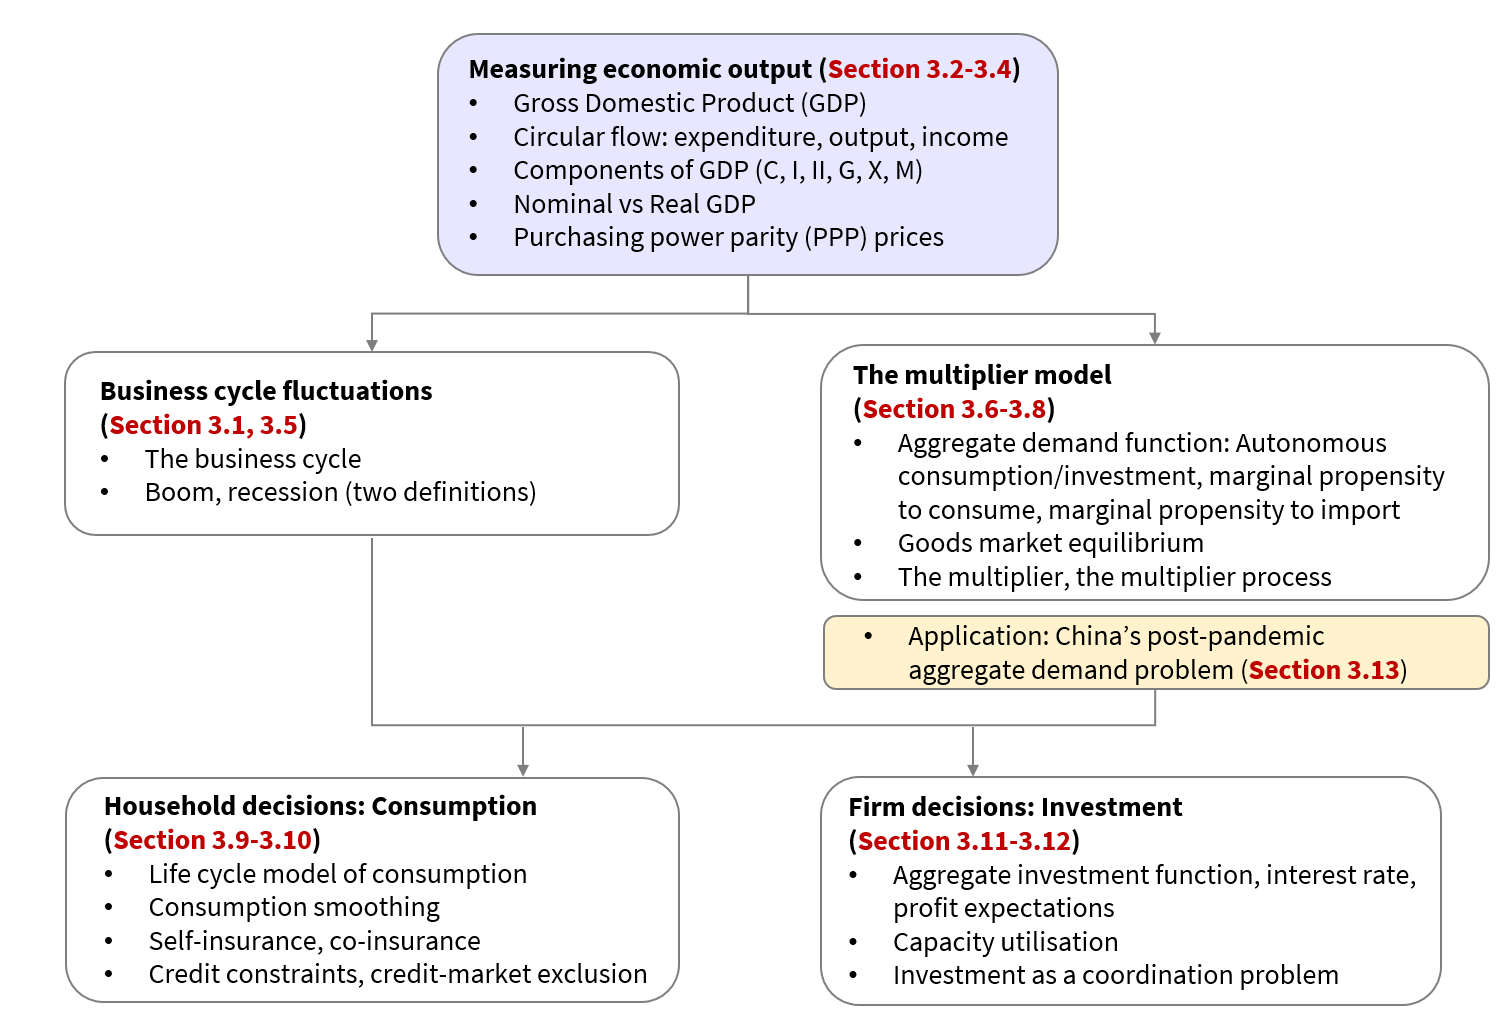 Measuring economic output (Section 3.2-3.4)
• Gross Domestic Product (GDP)
• Circular flow: expenditure, output, income
• Components of GDP (C, I, II, G, X, M)
• Nominal vs Real GDP
• Purchasing power parity (PPP) prices
Business cycle fluctuations
(Section 3.1, 3.5)
• The business cycle
• Boom, recession (two definitions)
The multiplier model
(Section 3.6-3.8)
• Aggregate demand function: Autonomous
consumption/investment, marginal propensity
to consume, marginal propensity to import
• Goods market equilibrium
• The multiplier, the multiplier process
• Application: China’s post-pandemic
aggregate demand problem (Section 3.13)
Household decisions: Consumption
(Section 3.9-3.10)
• Life cycle model of consumption
• Consumption smoothing
• Self-insurance, co-insurance
• Credit constraints, credit-market exclusion
Firm decisions: Investment
(Section 3.11-3.12)
• Aggregate investment function, interest rate,
profit expectations
• Capacity utilisation
• Investment as a coordination problem